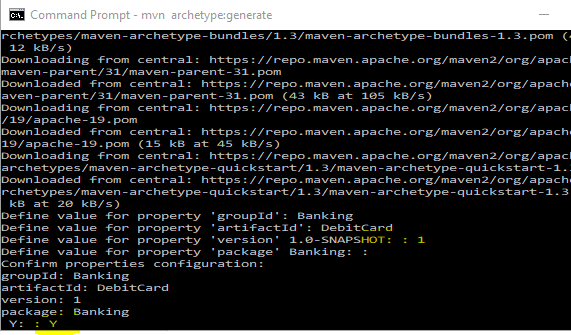 Command Prompt - mvn archetype:generate
rchetypes/maven-archetype-bundles/1.3/maven-archetype-bundles-1.3.pom (
12 kB/s)
Downloading from central: https://repo.maven.apache.org/maven2/org/apac
maven-parent/31/maven-parent-31.pom
Downloaded from central: https://repo.maven.apache.org/maven2/org/apach
aven-parent/31/maven-parent-31.pom (43 kB at 105 kB/s)
Downloading from central: https://repo.maven.apache.org/maven2/org/apac
/19/apache-19.pom
Downloaded from central: https://repo.maven.apache.org/maven2/org/apach
19/apache-19.pom (15 kB at 45 kB/s)
Downloading from central: https://repo.maven.apache.org/maven2/org/apac
archetypes/maven-archetype-quickstart/1.3/maven-archetype-quickstart-1.
Downloaded from central: https://repo.maven.apache.org/maven2/org/apach
rchetypes/maven-archetype-quickstart/1.3/maven-archetype-quickstart-1.3
kB at 20 kB/s)
Define value for property 'groupId': Banking
Define value for property 'artifactId': DebitCard
Define value for property 'version' 1.0-SNAPSHOT: : 1
Define value for property 'package' Banking: :
Confirm properties configuration:
groupId: Banking
artifactId: DebitCard
version: 1
package: Banking
Y: : Y